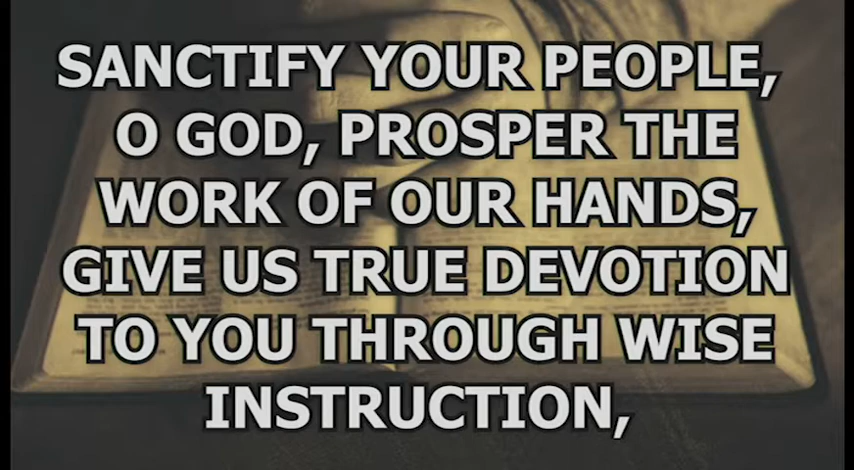 SANCTIFY YOUR PEOPLE,
O GOD, PROSPER THE
WORK OF OUR HANDS,
GIVE US TRUE DEVOTION
TO YOU THROUGH WISE
INSTRUCTION,